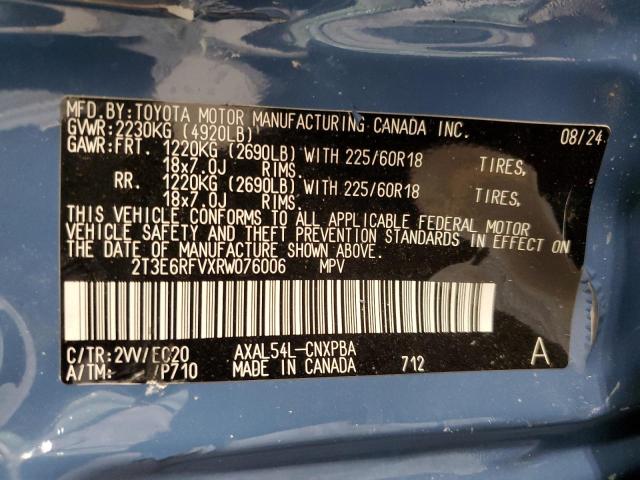 MFD.BY:TOYOTA MOTOR MANUFACTURING CANADA INC.
GVWR:2230KG (4920LB) 08/24
GAWR:FRT. 1220KG (2690LB) WITH 225/60R18 TIRES,
18x7.0J RIMS.
RR. 1220KG (2690LB) WITH 225/60R18 TIRES,
18x7.0J RIMS.
THIS VEHICLE CONFORMS TO ALL APPLICABLE FEDERAL MOTOR
VEHICLE SAFETY AND THEFT PREVENTION STANDARDS IN EFFECT ON
THE DATE OF MANUFACTURE SHOWN ABOVE.
2T3E6RFVXRW076006 MPV
C/TR:2VV/EC20 AXAL54L-CNXPBA A
A/TM: /P710 MADE IN CANADA 712